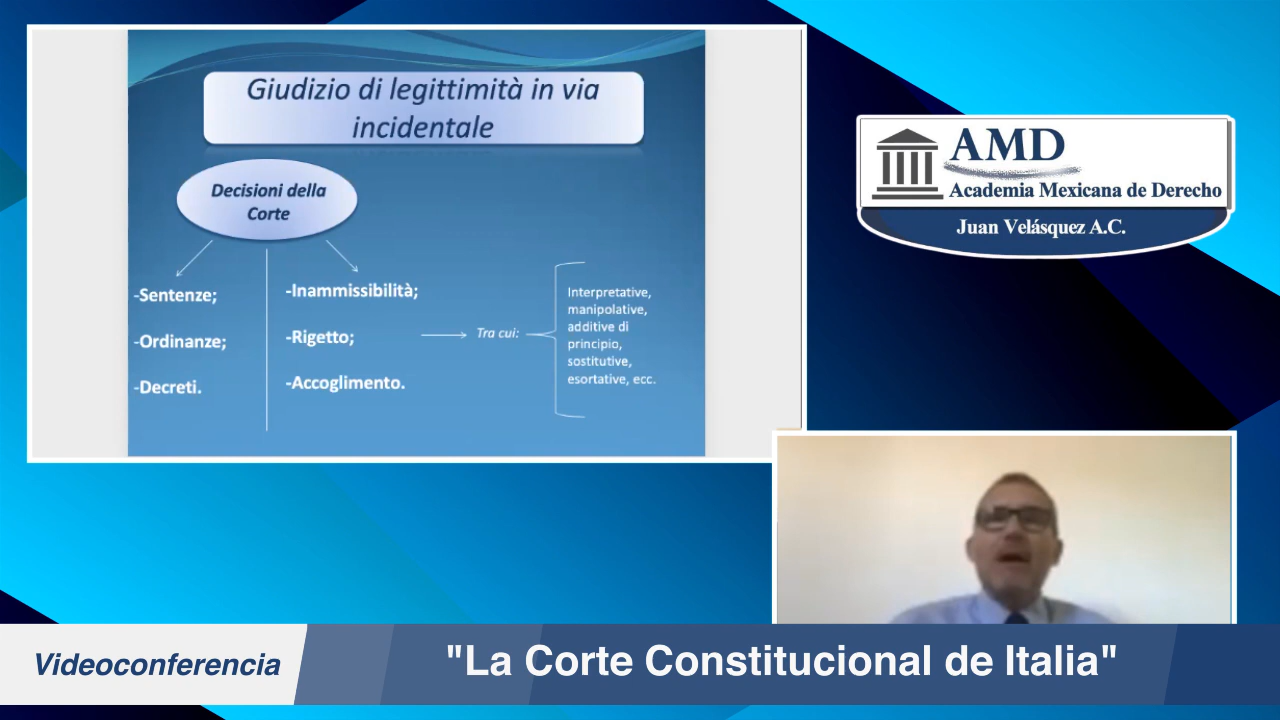 Giudizio di legittimità in via
incidentale
Decisioni della
Corte
-Sentenze;
-Ordinanze;
-Decreti.
-Inammissibilità;
-Rigetto;
-Accoglimento.
Tra cui:
Interpretative,
manipolative,
additive di
principio,
sostitutive,
esortative, ecc.
AMD
Academia Mexicana de Derecho
Juan Velásquez A.C.
Videoconferencia
"La Corte Constitucional de Italia"